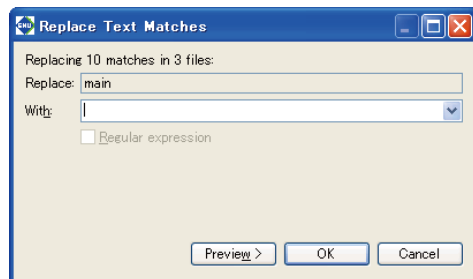 Replace Text Matches
Replacing 10 matches in 3 files:
Replace: main
With:
Regular expression
Preview > OK Cancel